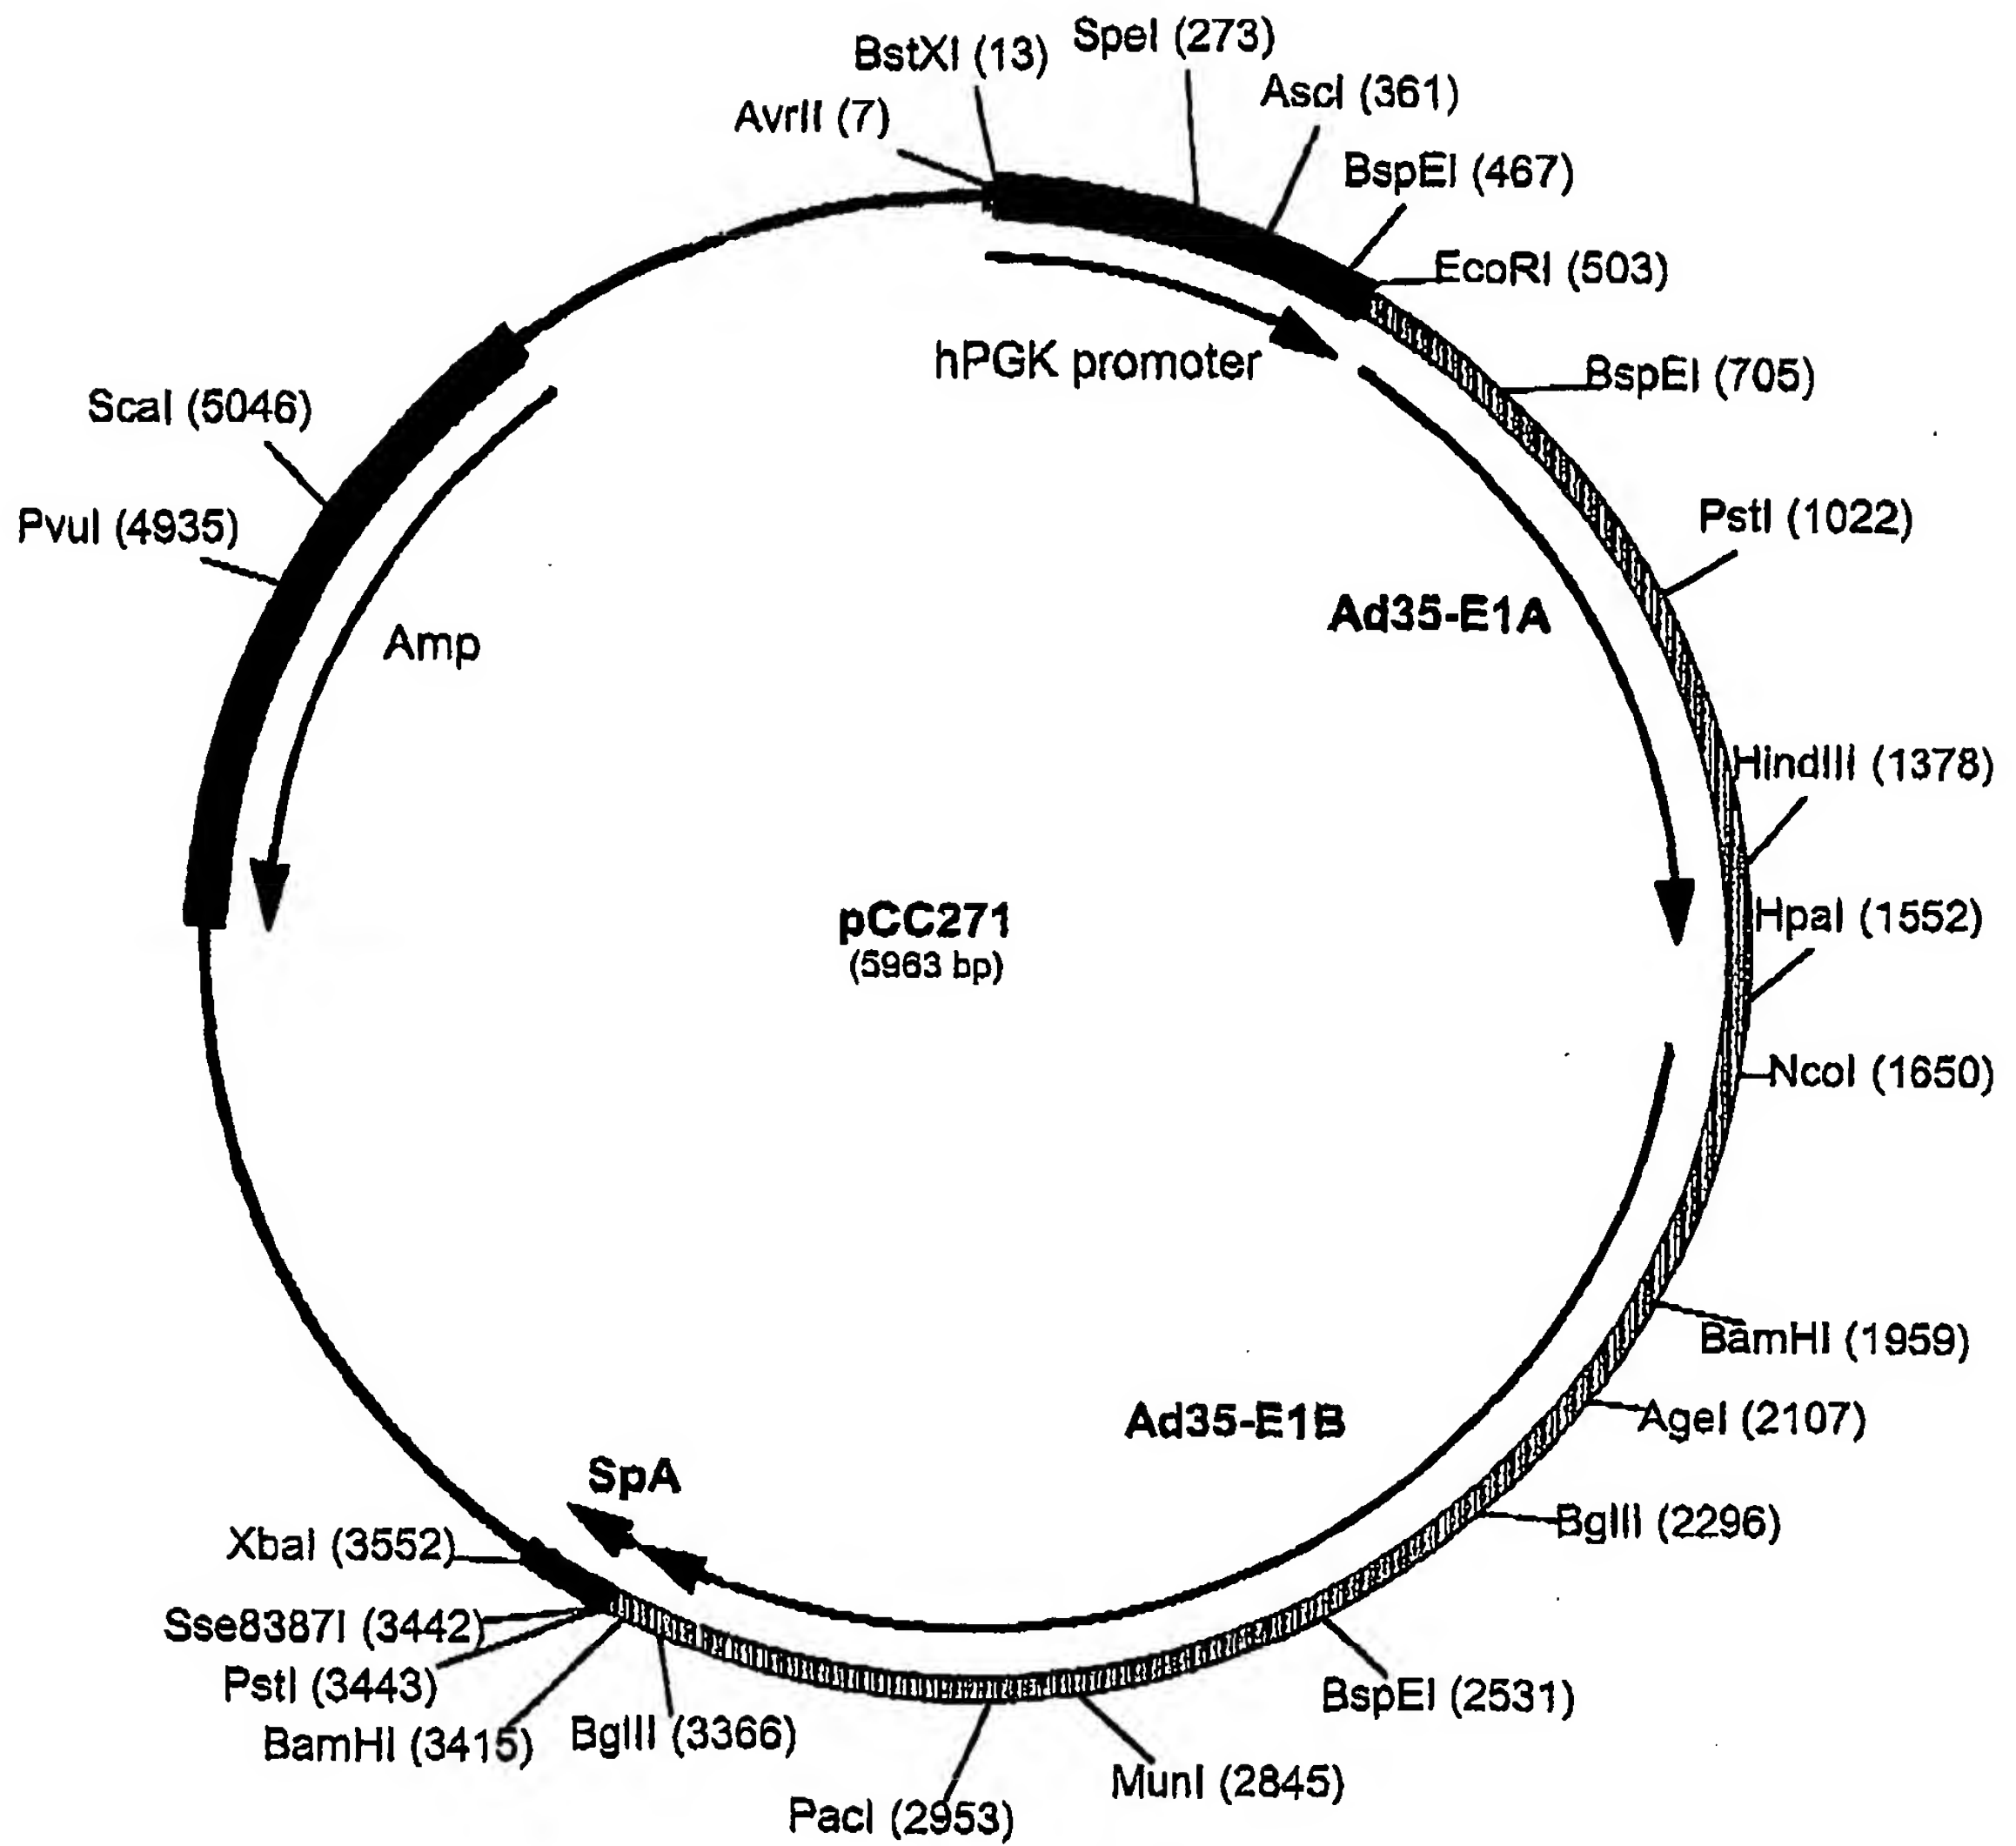 BstXI (13)
SpeI (273)
AscI (361)
AvrII (7)
BspEI (467)
EcoRI (503)
hPGK promoter
BspEI (705)
ScaI (5046)
PvuI (4935)
PstI (1022)
Ad35-E1A
Amp
HindIII (1378)
pCC271
(5963 bp)
HpaI (1552)
NcoI (1650)
BamHI (1959)
AgeI (2107)
Ad35-E1B
SpA
BglII (2296)
XbaI (3552)
Sse8387I (3442)
PstI (3443)
BamHI (3415)
BglII (3366)
BspEI (2531)
MunI (2845)
PacI (2953)